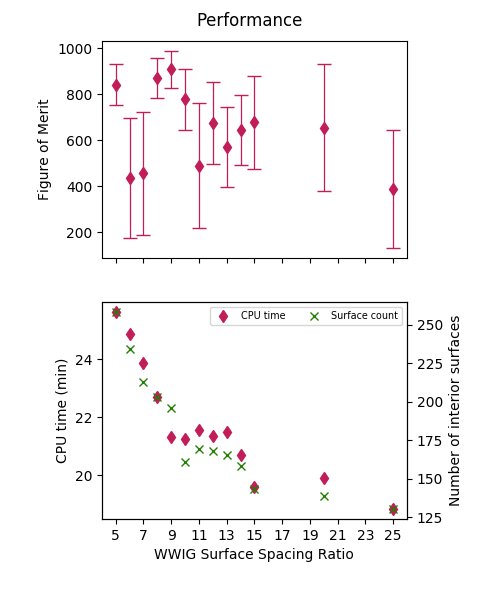 Performance
1000
800
600
400
200
Figure of Merit
CPU time
Surface count
24
22
20
CPU time (min)
250
225
200
175
150
125
Number of interior surfaces
5 7 9 11 13 15 17 19 21 23 25
WWIG Surface Spacing Ratio